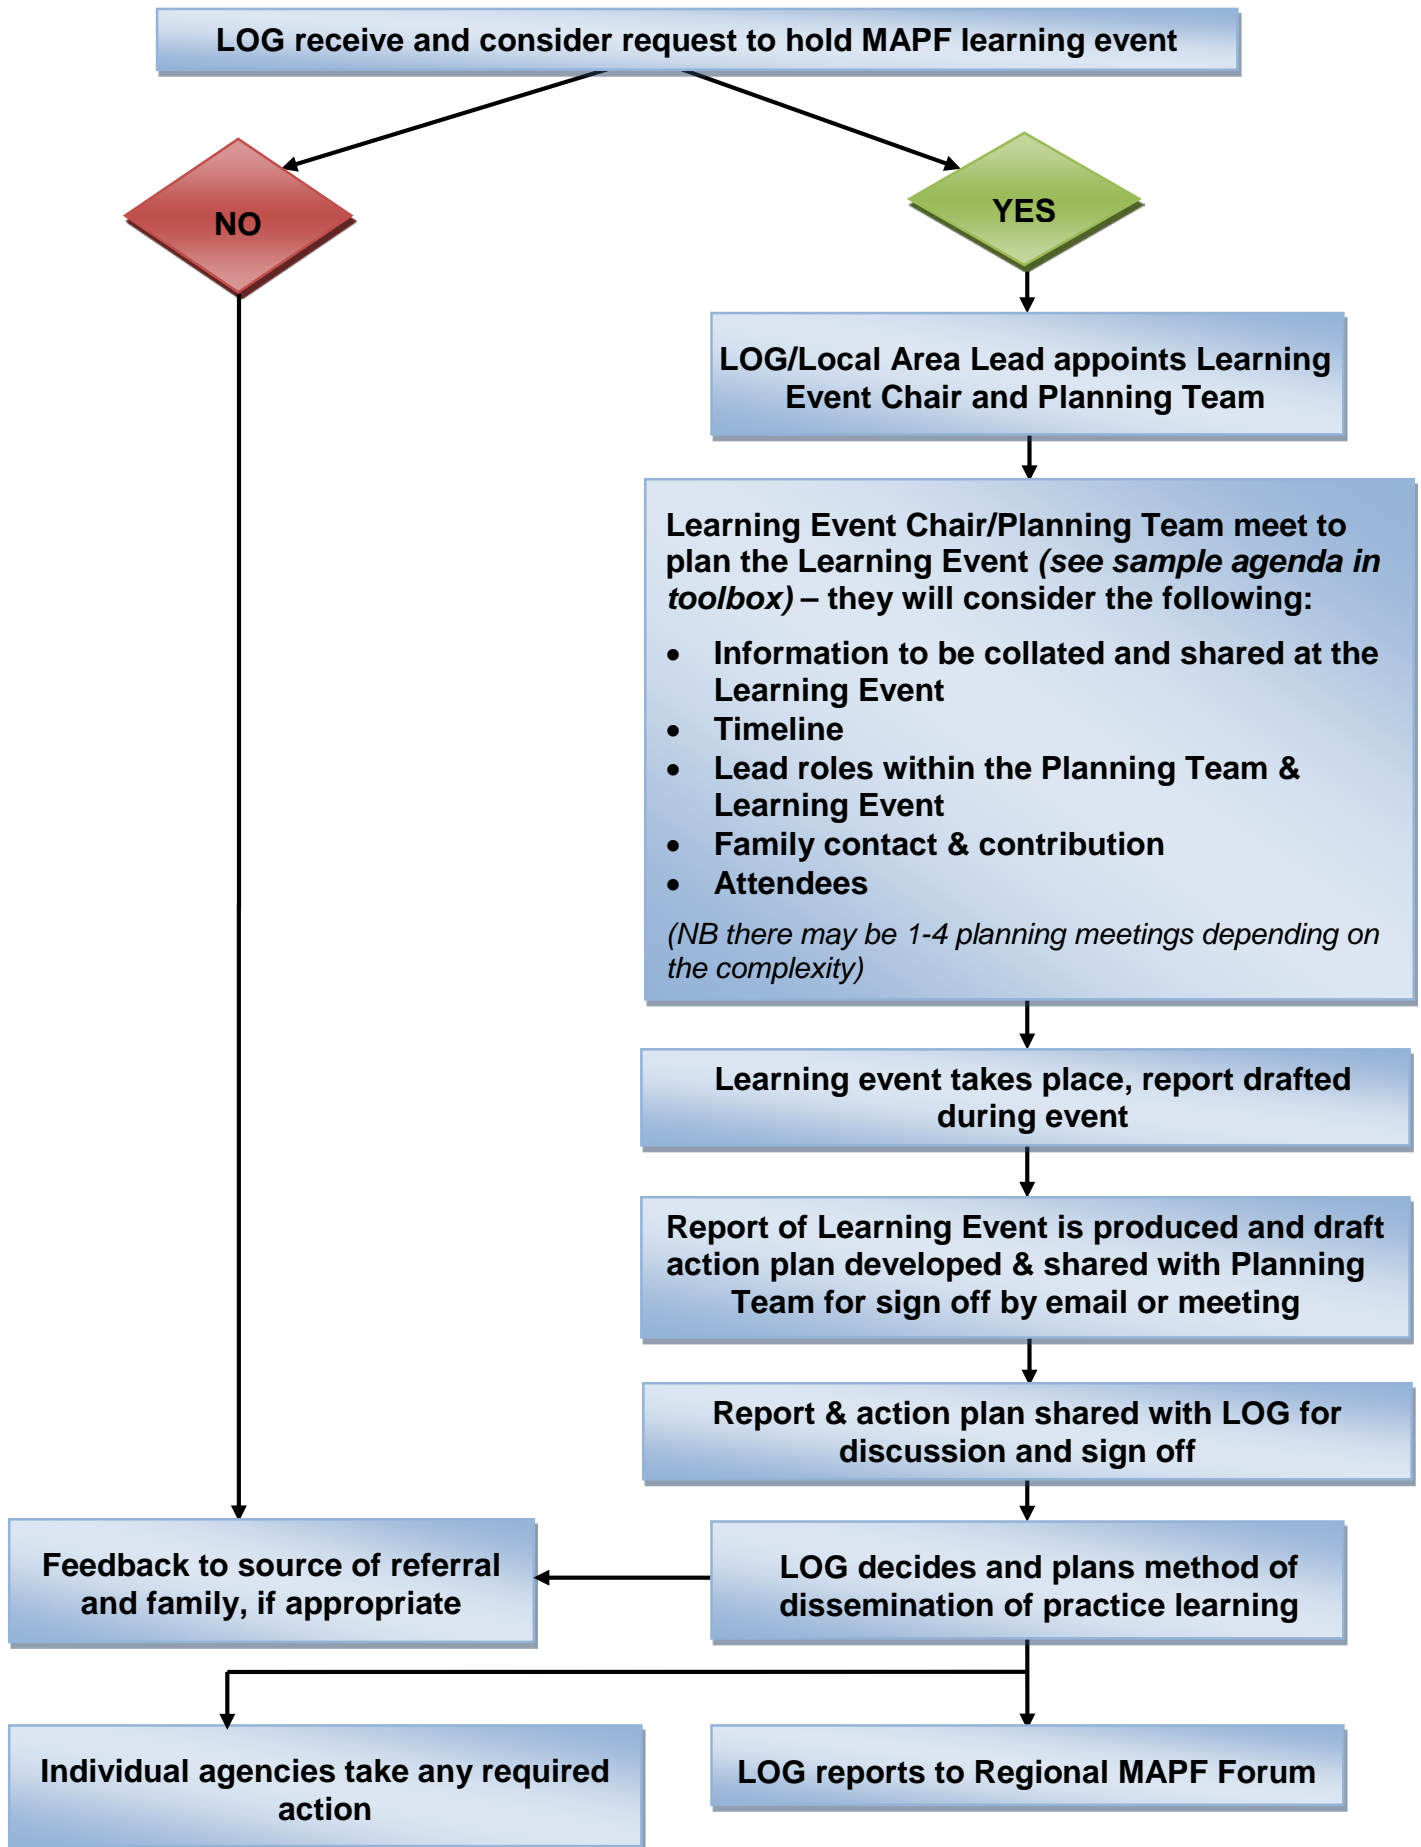 LOG receive and consider request to hold MAPF learning event
NO
YES
LOG/Local Area Lead appoints Learning
Event Chair and Planning Team
Learning Event Chair/Planning Team meet to
plan the Learning Event (see sample agenda in
toolbox) – they will consider the following:
• Information to be collated and shared at the
Learning Event
• Timeline
• Lead roles within the Planning Team &
Learning Event
• Family contact & contribution
• Attendees
(NB there may be 1-4 planning meetings depending on
the complexity)
Learning event takes place, report drafted
during event
Report of Learning Event is produced and draft
action plan developed & shared with Planning
Team for sign off by email or meeting
Report & action plan shared with LOG for
discussion and sign off
Feedback to source of referral
and family, if appropriate
LOG decides and plans method of
dissemination of practice learning
Individual agencies take any required
action
LOG reports to Regional MAPF Forum